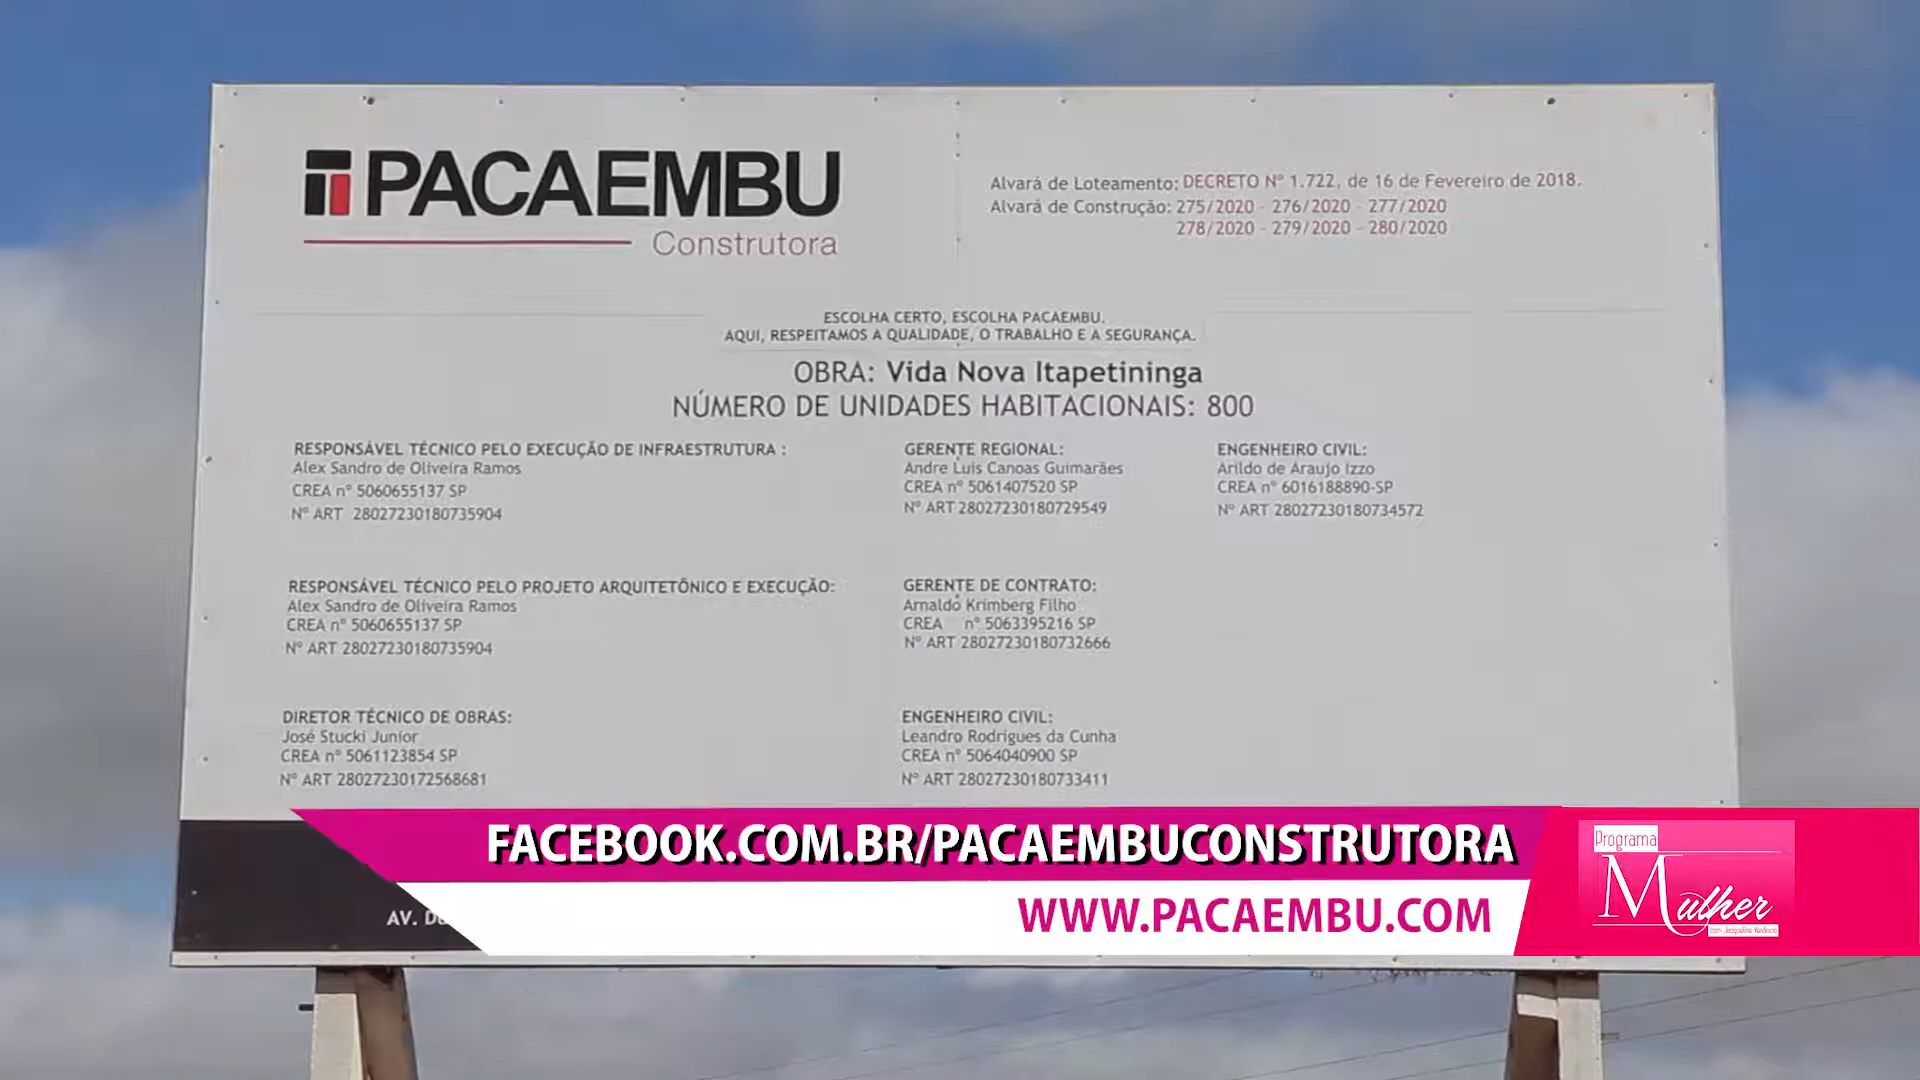 PACAEMBU
Construtora
Alvará de Loteamento: DECRETO Nº 1.722, de 16 de Fevereiro de 2018.
Alvará de Construção: 275/2020 - 276/2020 - 277/2020
278/2020 - 279/2020 - 280/2020
ESCOLHA CERTO, ESCOLHA PACAEMBU.
AQUI, RESPEITAMOS A QUALIDADE, O TRABALHO E A SEGURANÇA.
OBRA: Vida Nova Itapetininga
NÚMERO DE UNIDADES HABITACIONAIS: 800
RESPONSÁVEL TÉCNICO PELO EXECUÇÃO DE INFRAESTRUTURA :
Alex Sandro de Oliveira Ramos
CREA nº 5060655137 SP
Nº ART 28027230180735904
GERENTE REGIONAL:
Andre Luis Canoas Guimarães
CREA nº 5061407520 SP
Nº ART 28027230180729549
ENGENHEIRO CIVIL:
Arildo de Araujo Izzo
CREA nº 6016188890-SP
Nº ART 28027230180734572
RESPONSÁVEL TÉCNICO PELO PROJETO ARQUITETÔNICO E EXECUÇÃO:
Alex Sandro de Oliveira Ramos
CREA nº 5060655137 SP
Nº ART 28027230180735904
GERENTE DE CONTRATO:
Arnaldo Krimberg Filho
CREA nº 5063395216 SP
Nº ART 28027230180732666
DIRETOR TÉCNICO DE OBRAS:
José Stucki Junior
CREA nº 5061123854 SP
Nº ART 28027230172568681
ENGENHEIRO CIVIL:
Leandro Rodrigues da Cunha
CREA nº 5064040900 SP
Nº ART 28027230180733411
AV.
FACEBOOK.COM.BR/PACAEMBUCONSTRUTORA
WWW.PACAEMBU.COM
Programa
Mulher